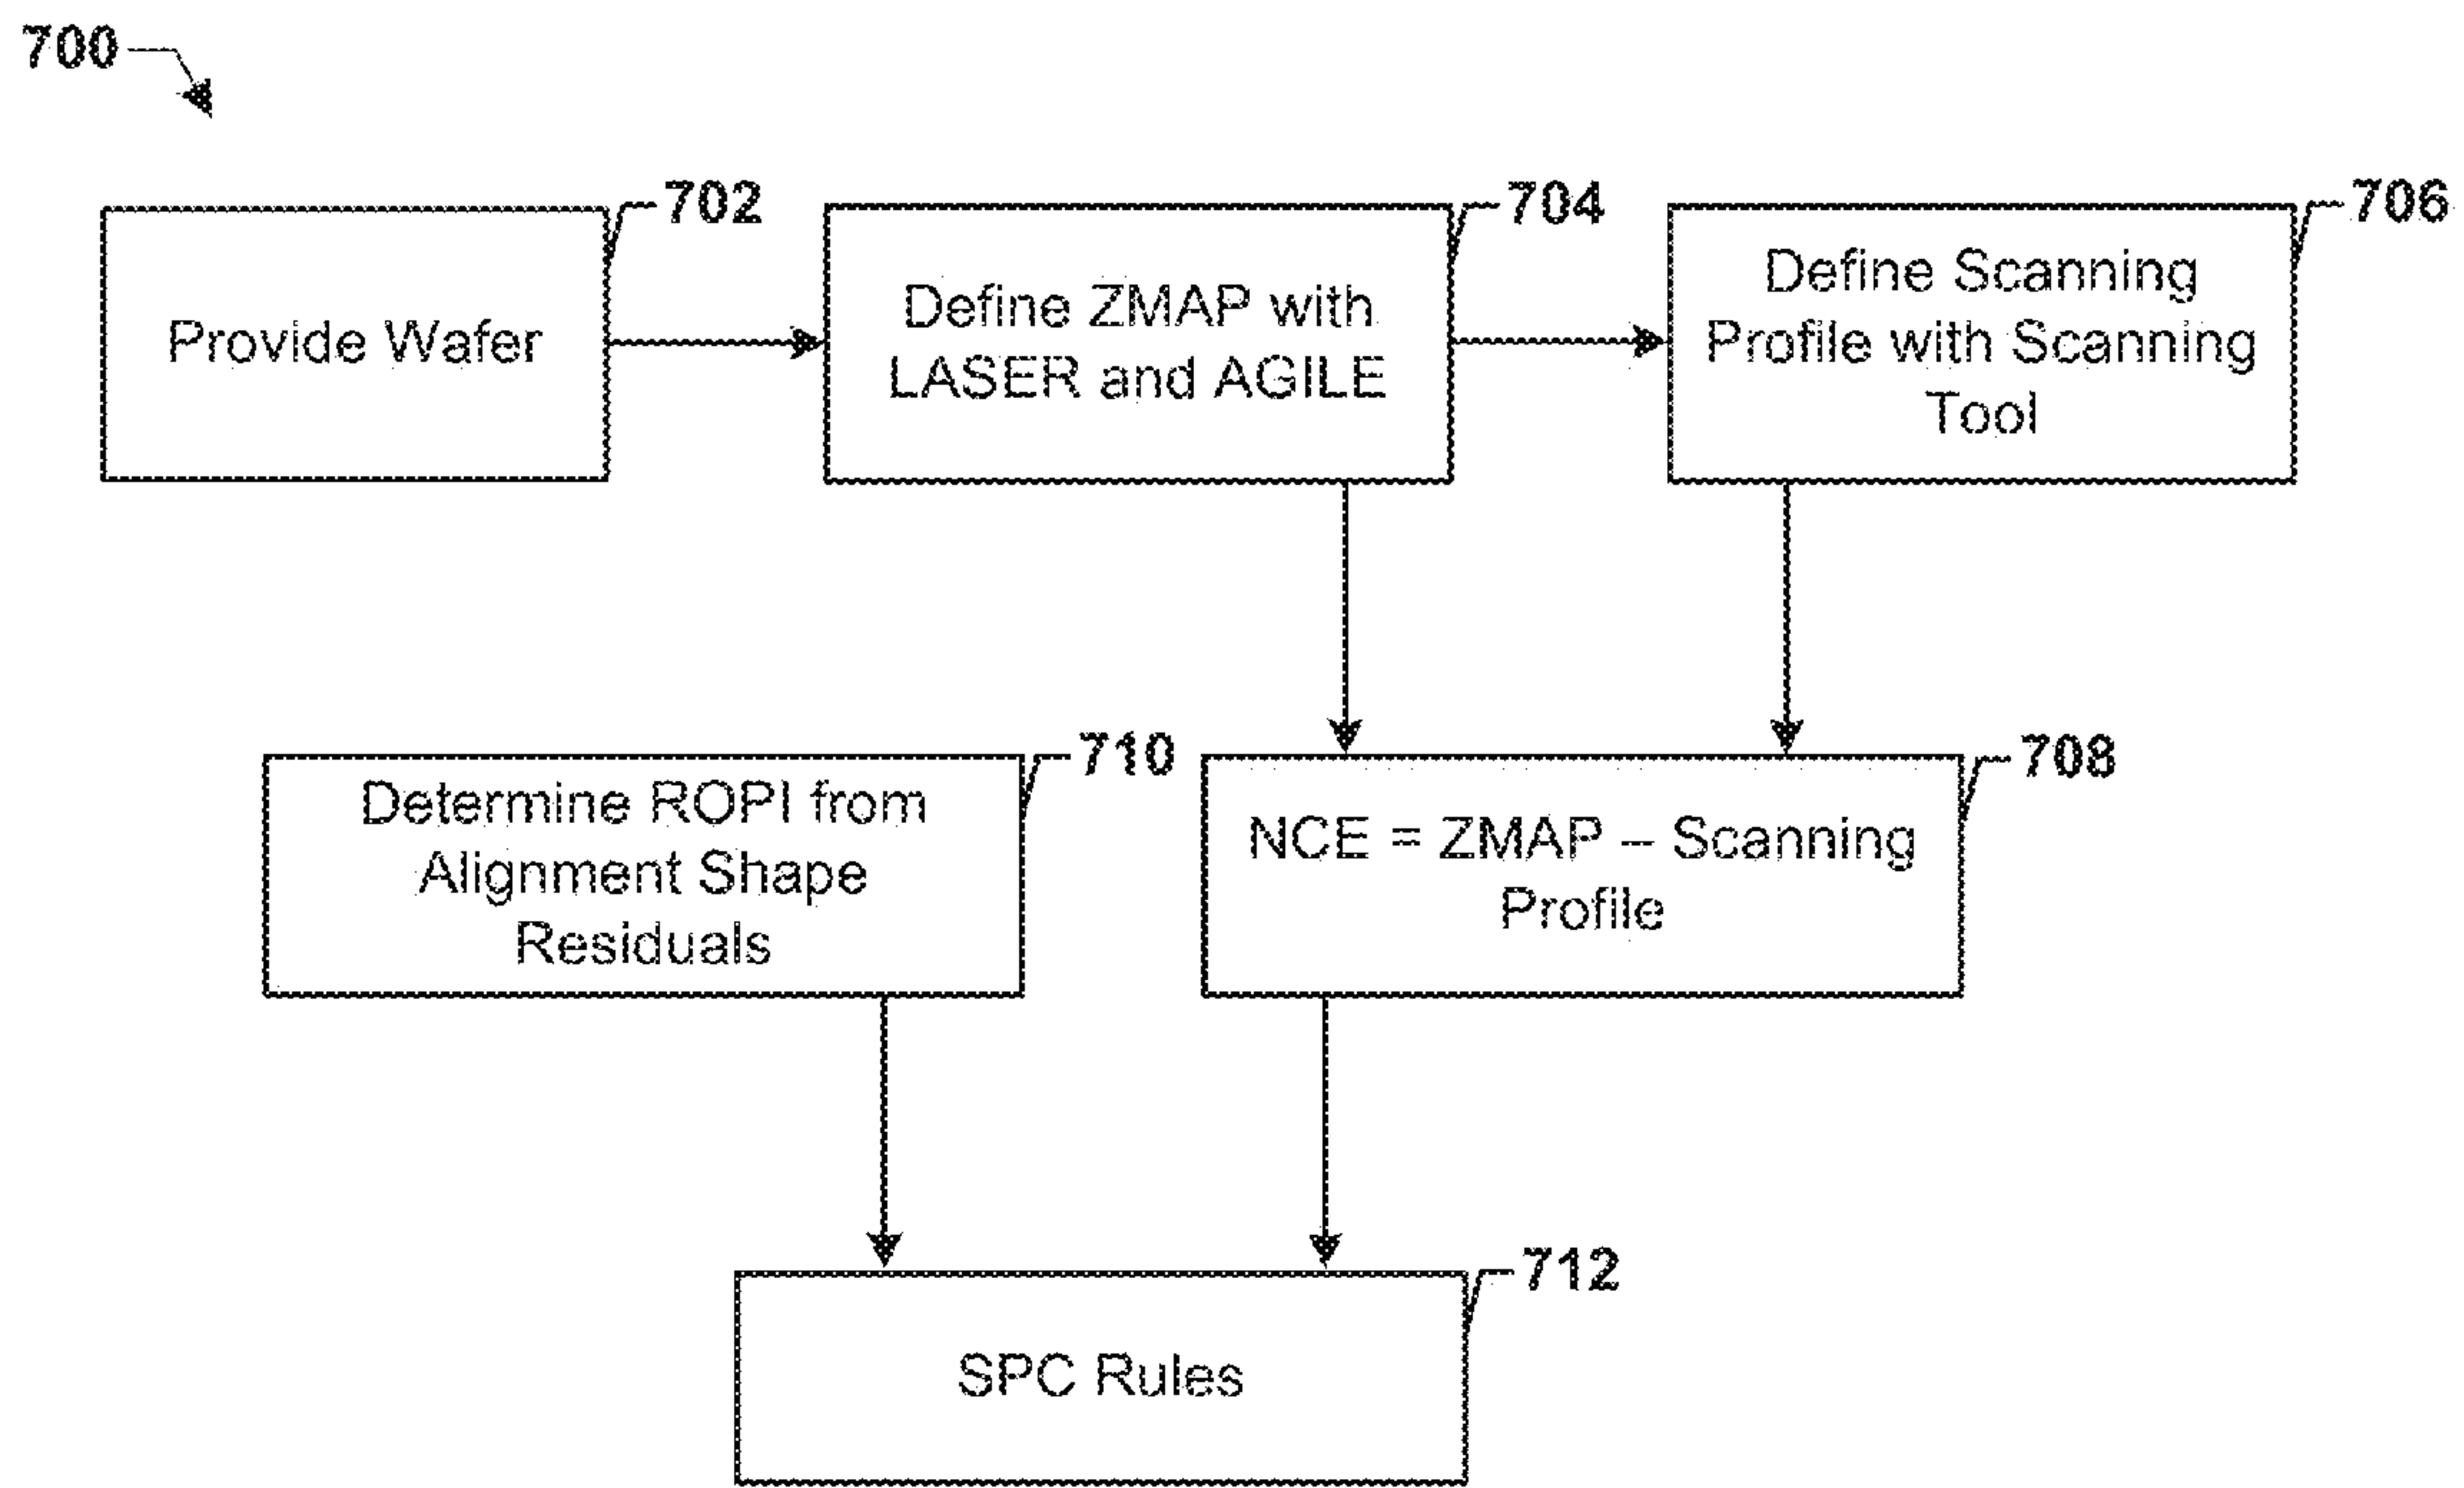 700
702
Provide Wafer
704
Define ZMAP with
LASER and AGILE
706
Define Scanning
Profile with Scanning
Tool
710
Determine ROPI from
Alignment Shape
Residuals
708
NCE = ZMAP – Scanning
Profile
712
SPC Rules